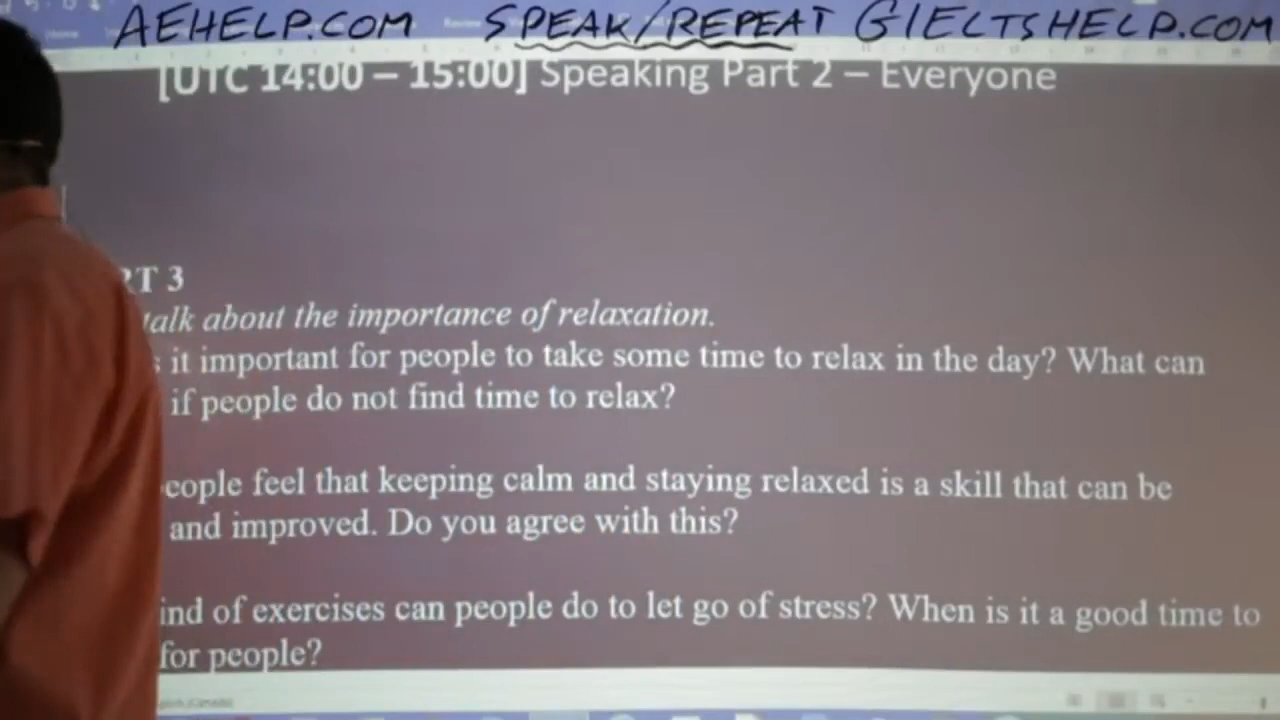 AEHELP.COM SPEAK/REPEAT GIELTSHELP.COM
[UTC 14:00 – 15:00] Speaking Part 2 – Everyone
RT 3
talk about the importance of relaxation.
s it important for people to take some time to relax in the day? What can
if people do not find time to relax?
eople feel that keeping calm and staying relaxed is a skill that can be
and improved. Do you agree with this?
ind of exercises can people do to let go of stress? When is it a good time to
for people?